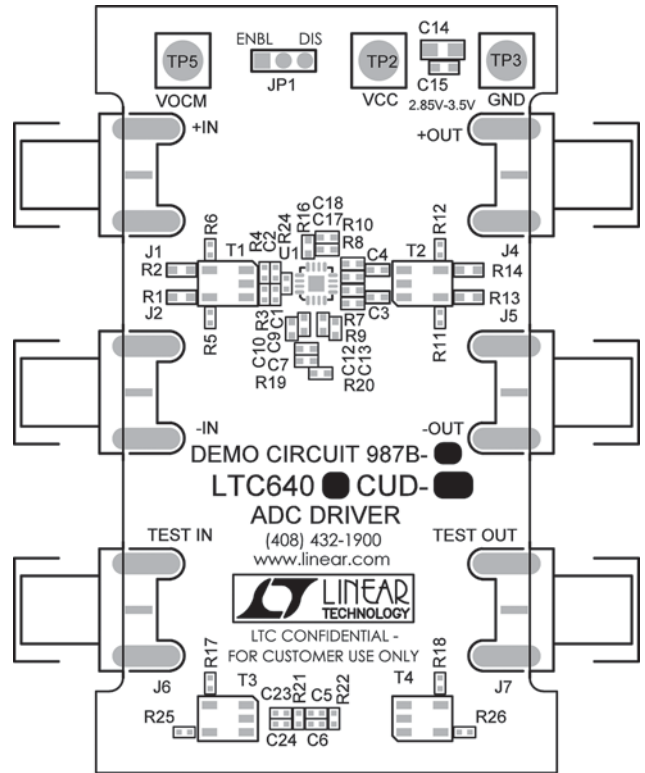 C14
ENBL DIS
TP5
TP2
TP3
JP1
C15
VOCM
VCC
2.85V-3.5V
GND
+IN
+OUT
R6
R4
C2
R24
R16
C18
C17
R10
R8
R12
J1
T1
U1
C4
T2
J4
R2
R14
R1
R13
J2
C3
J5
R5
R3
C1
R7
R9
R11
C10
C9
C7
C12
C13
R19
R20
-IN
-OUT
DEMO CIRCUIT 987B-
LTC640 CUD-
ADC DRIVER
TEST IN
TEST OUT
(408) 432-1900
www.linear.com
LT LINEAR
TECHNOLOGY
LTC CONFIDENTIAL -
FOR CUSTOMER USE ONLY
R17
R18
J6
T3
T4
J7
C23
R21
C5
R22
R25
R26
C24
C6